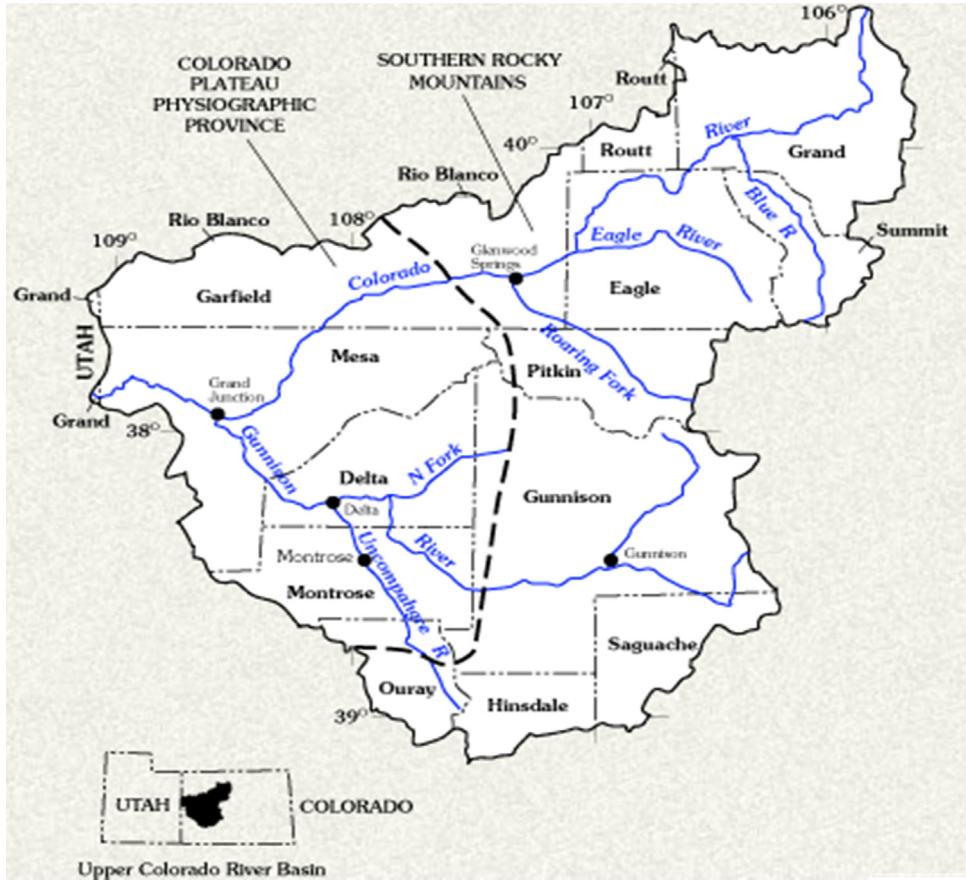 106°
COLORADO
PLATEAU
PHYSIOGRAPHIC
PROVINCE
SOUTHERN ROCKY
MOUNTAINS
Routt
107°
40°
River
Routt
Grand
Rio Blanco
Blue R
Rio Blanco
108°
109°
Eagle River
Summit
Glenwood
Springs
Colorado
Grand
Garfield
Eagle
UTAH
Mesa
Roaring Fork
Pitkin
Grand
Junction
Grand
38°
Gunnison
Delta
N Fork
Gunnison
Delta
River
Uncompahgre R
Montrose
Gunnison
Montrose
Saguache
Ouray
Hinsdale
39°
UTAH
COLORADO
Upper Colorado River Basin